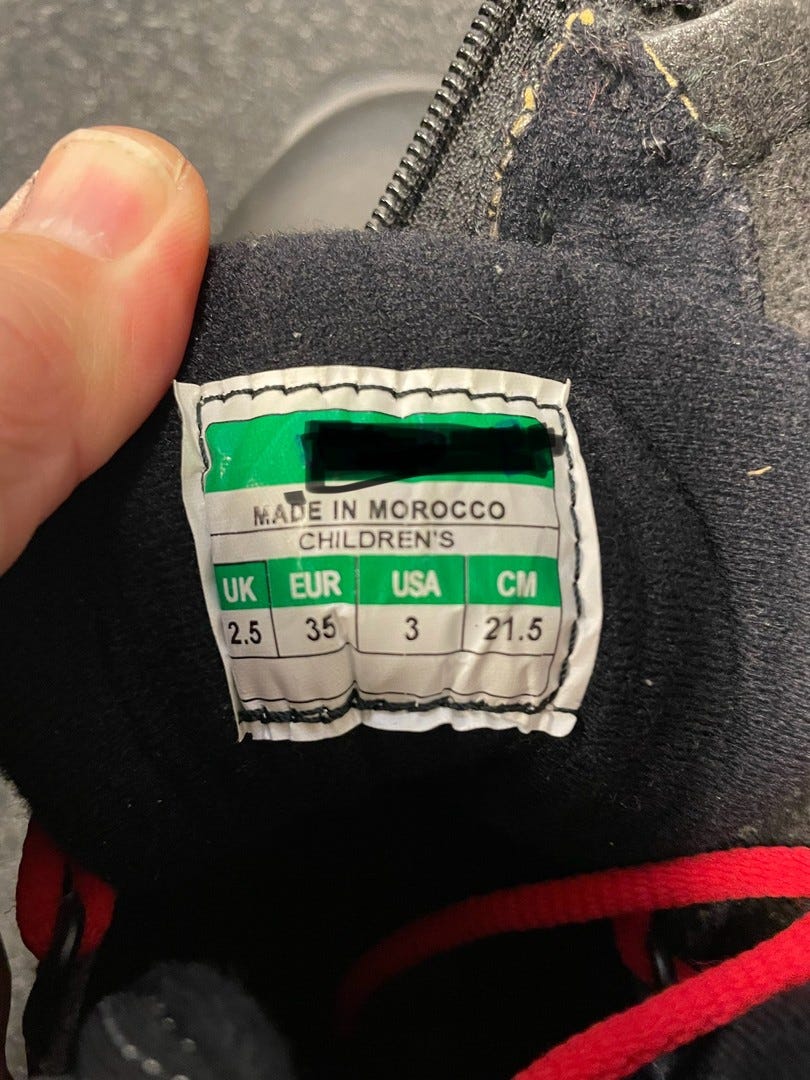 MADE IN MOROCCO
CHILDREN'S
UK EUR USA CM
2.5 35 3 21.5